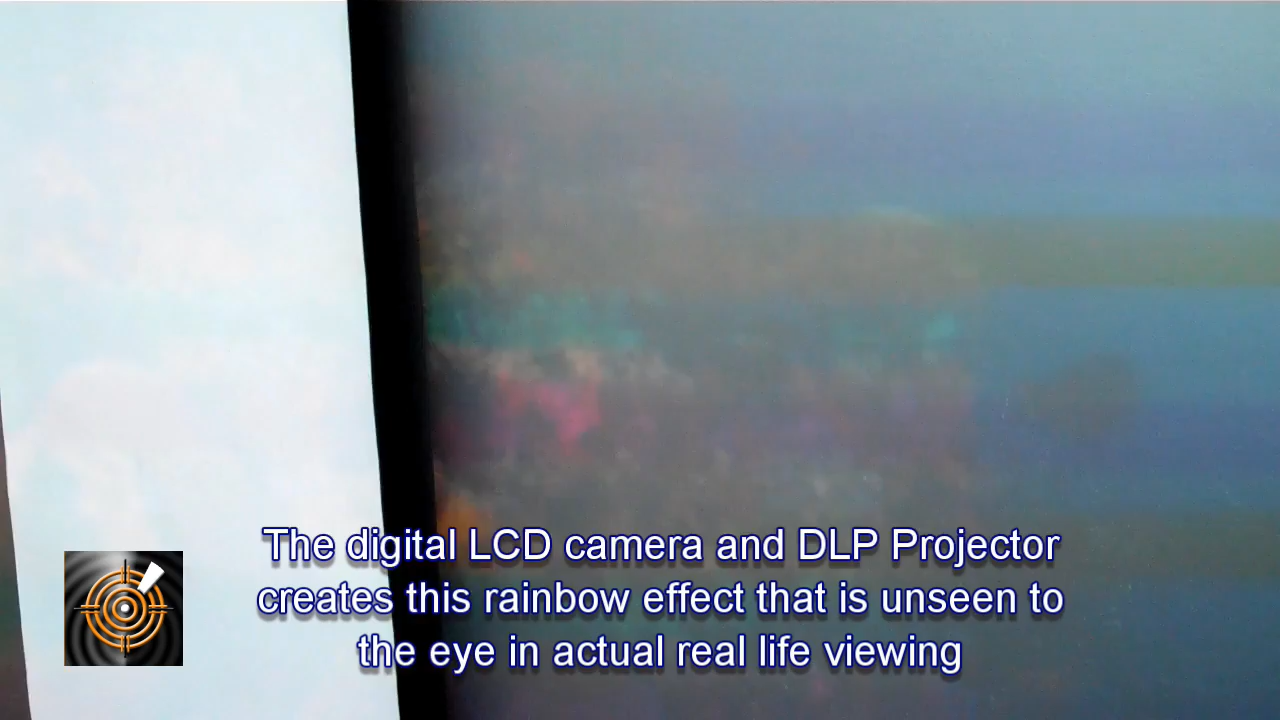 The digital LCD camera and DLP Projector
creates this rainbow effect that is unseen to
the eye in actual real life viewing